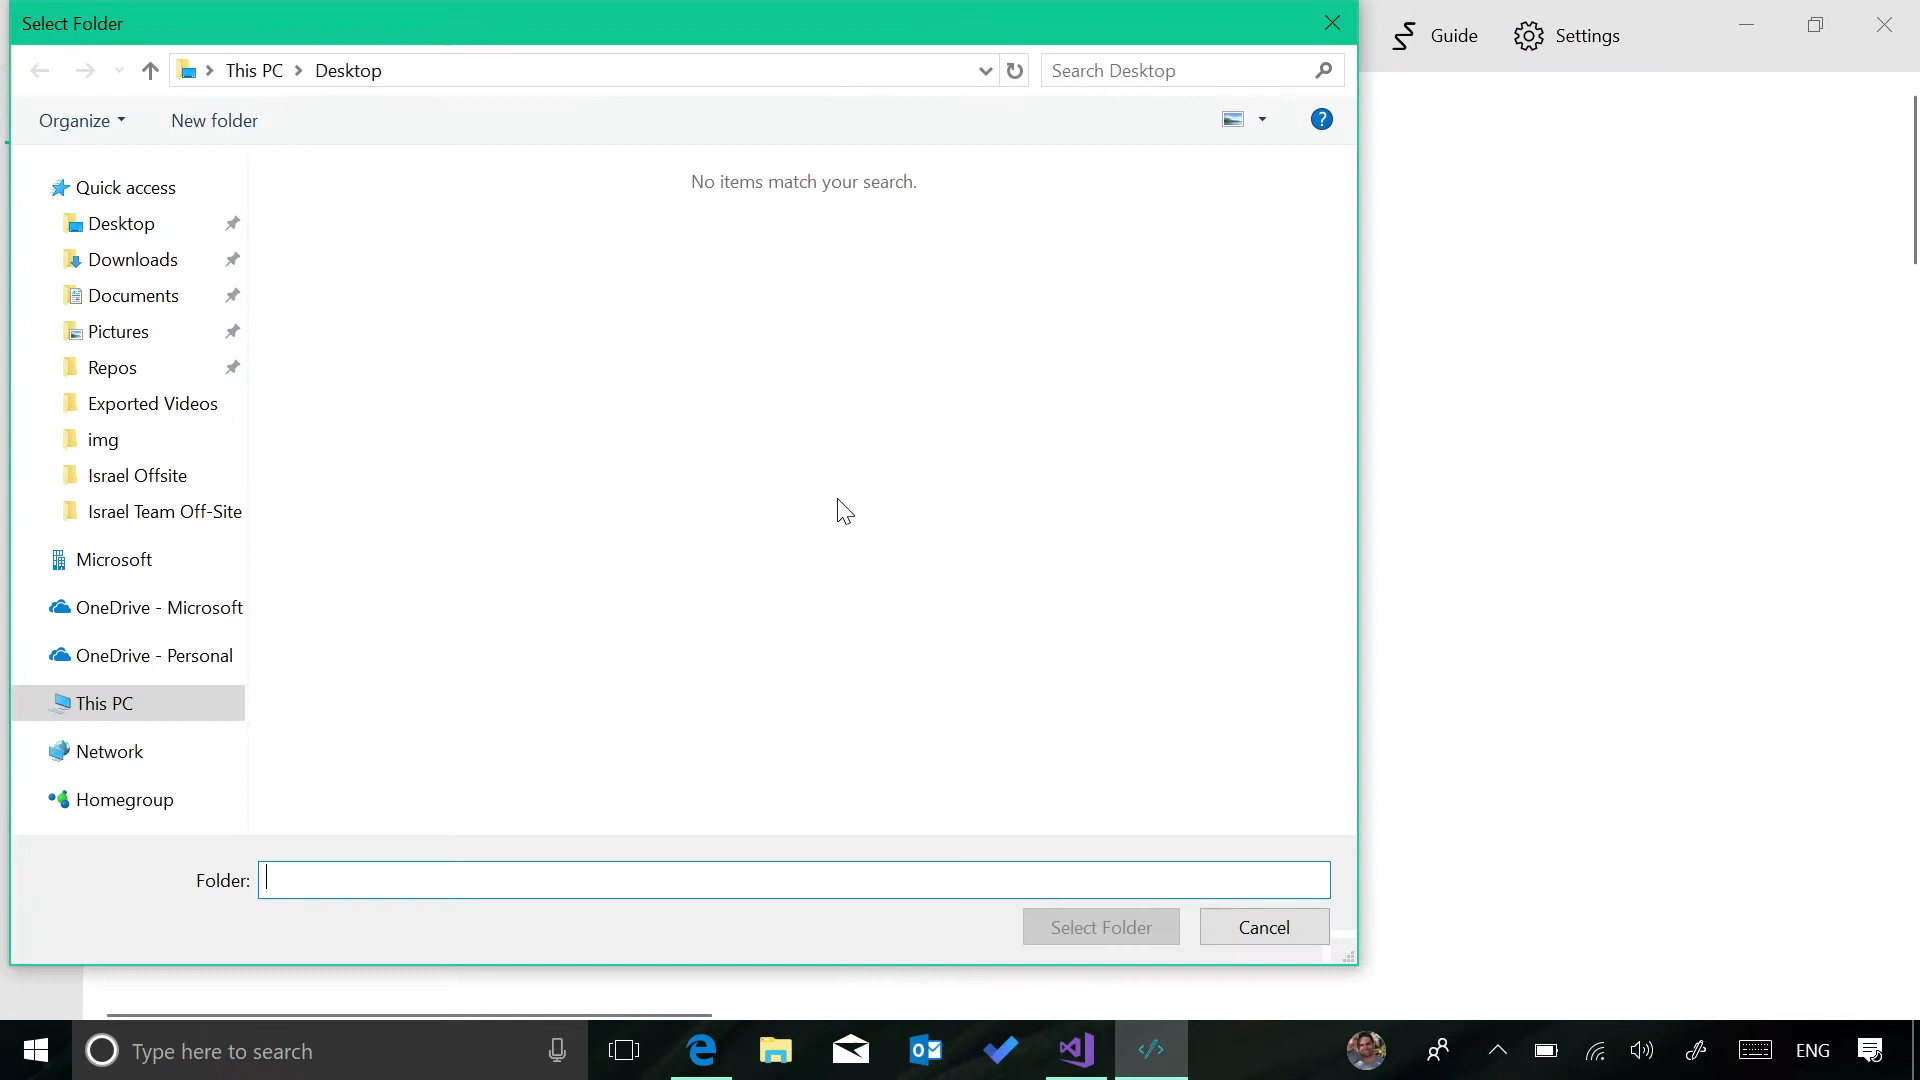 Select Folder
Guide
Settings
This PC
Desktop
Search Desktop
Organize
New folder
?
No items match your search.
Quick access
Desktop
Downloads
Documents
Pictures
Repos
Exported Videos
img
Israel Offsite
Israel Team Off-Site
Microsoft
OneDrive - Microsoft
OneDrive - Personal
This PC
Network
Homegroup
Folder:
Select Folder
Cancel
Type here to search
ENG